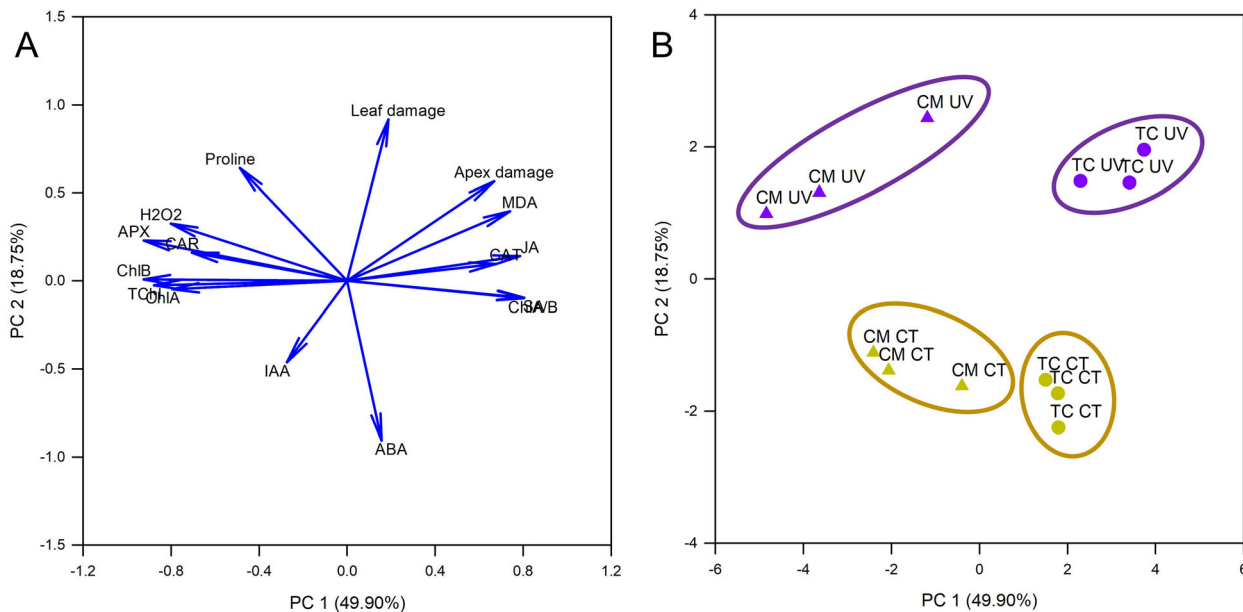 A
1.5
1.0
0.5
0.0
-0.5
-1.0
-1.5
PC 2 (18.75%)
Leaf damage
Proline
Apex damage
MDA
H2O2
APX
CAR
JA
CAT
ChlB
TChl
ChlA
ChlA/B
SA
IAA
ABA
-1.2
-0.8
-0.4
0.0
0.4
0.8
1.2
PC 1 (49.90%)
B
4
2
0
-2
-4
PC 2 (18.75%)
CM UV
TC UV
TC UV
TC UV
CM UV
CM UV
CM CT
CM CT
CM CT
TC CT
TC CT
TC CT
-6
-4
-2
0
2
4
6
PC 1 (49.90%)